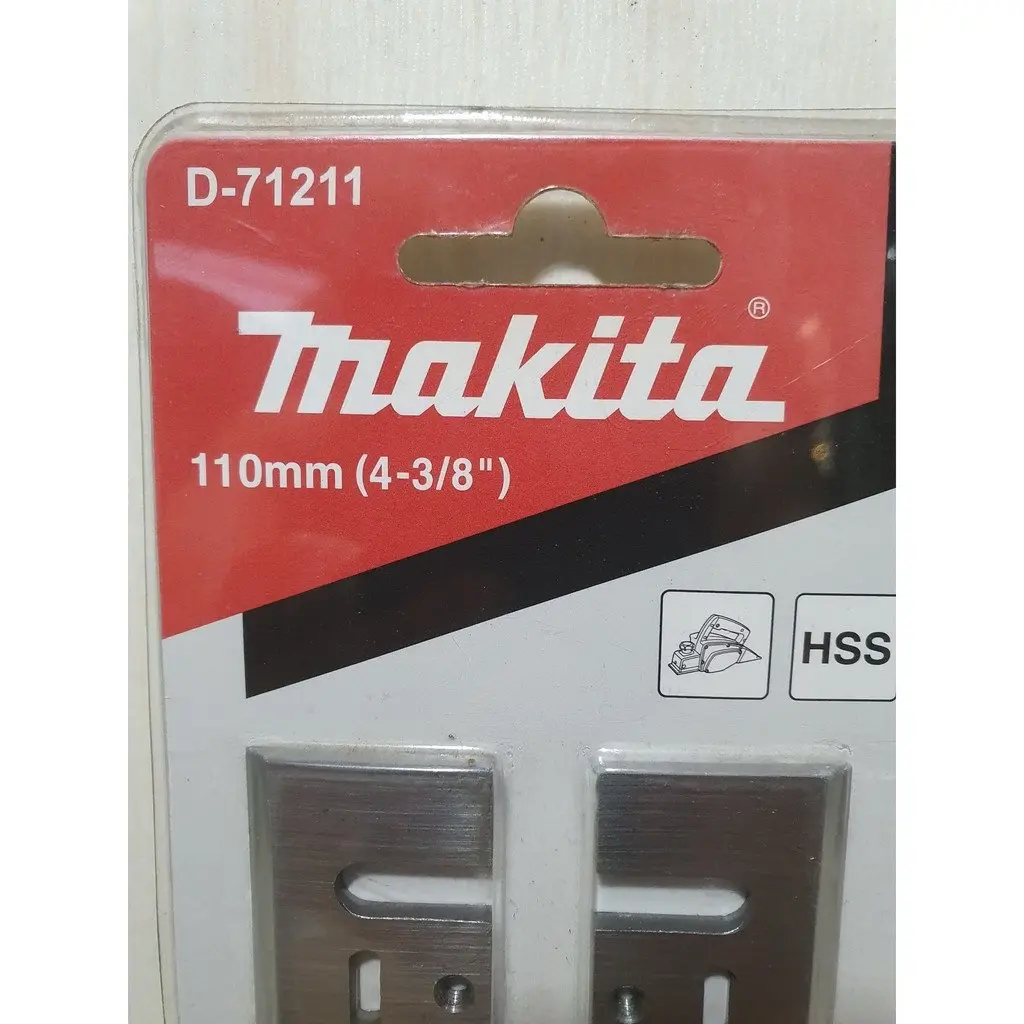 D-71211
makita®
110mm (4-3/8")
HSS